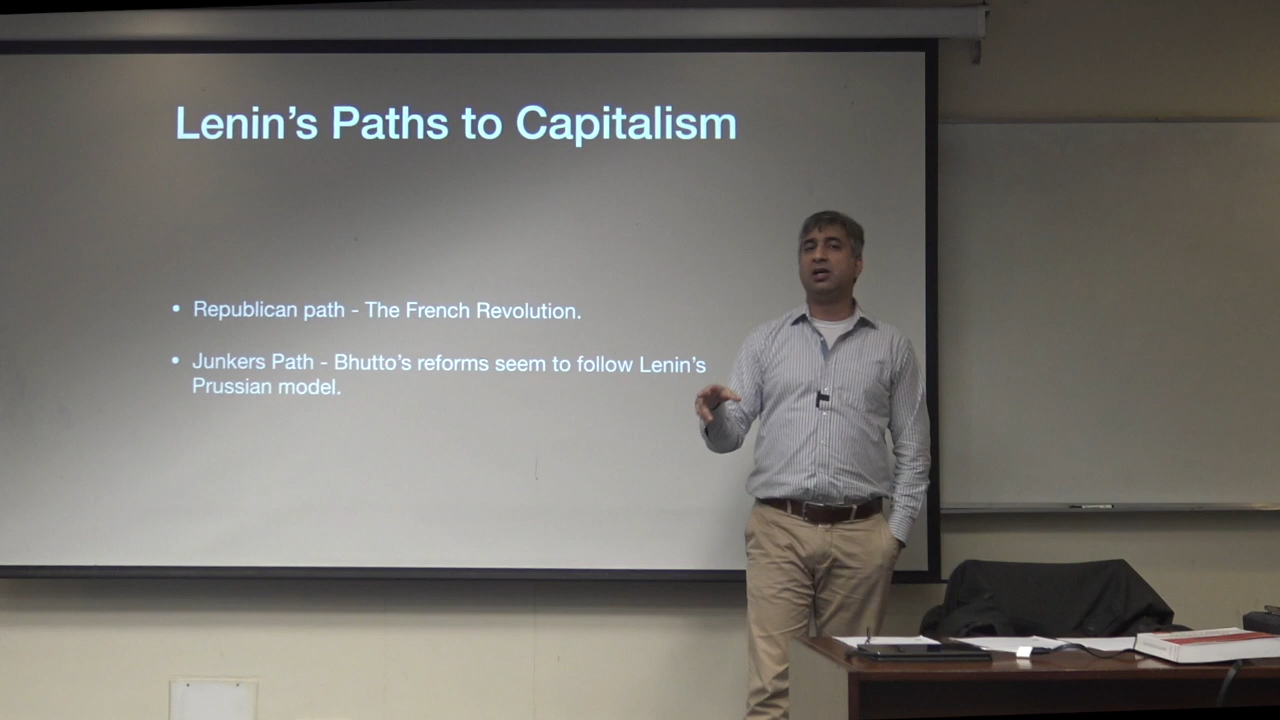 Lenin’s Paths to Capitalism
• Republican path - The French Revolution.
• Junkers Path - Bhutto’s reforms seem to follow Lenin’s
Prussian model.